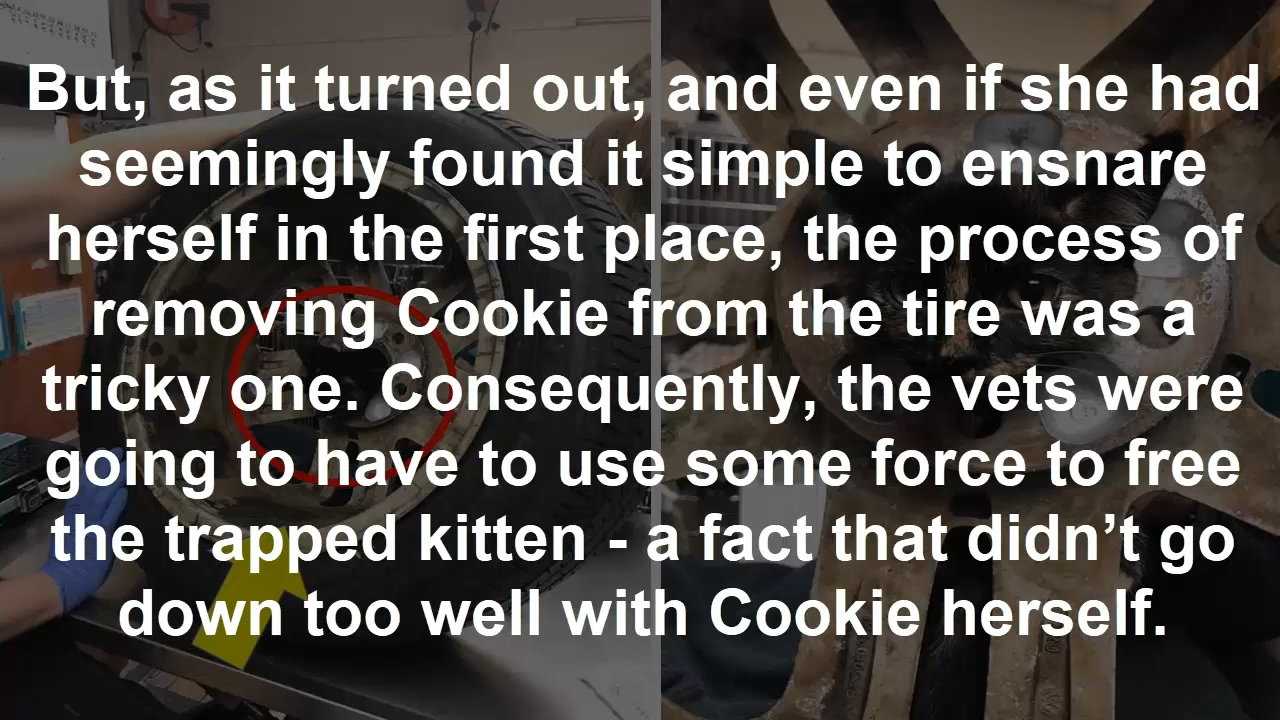 But, as it turned out, and even if she had
seemingly found it simple to ensnare
herself in the first place, the process of
removing Cookie from the tire was a
tricky one. Consequently, the vets were
going to have to use some force to free
the trapped kitten - a fact that didn’t go
down too well with Cookie herself.